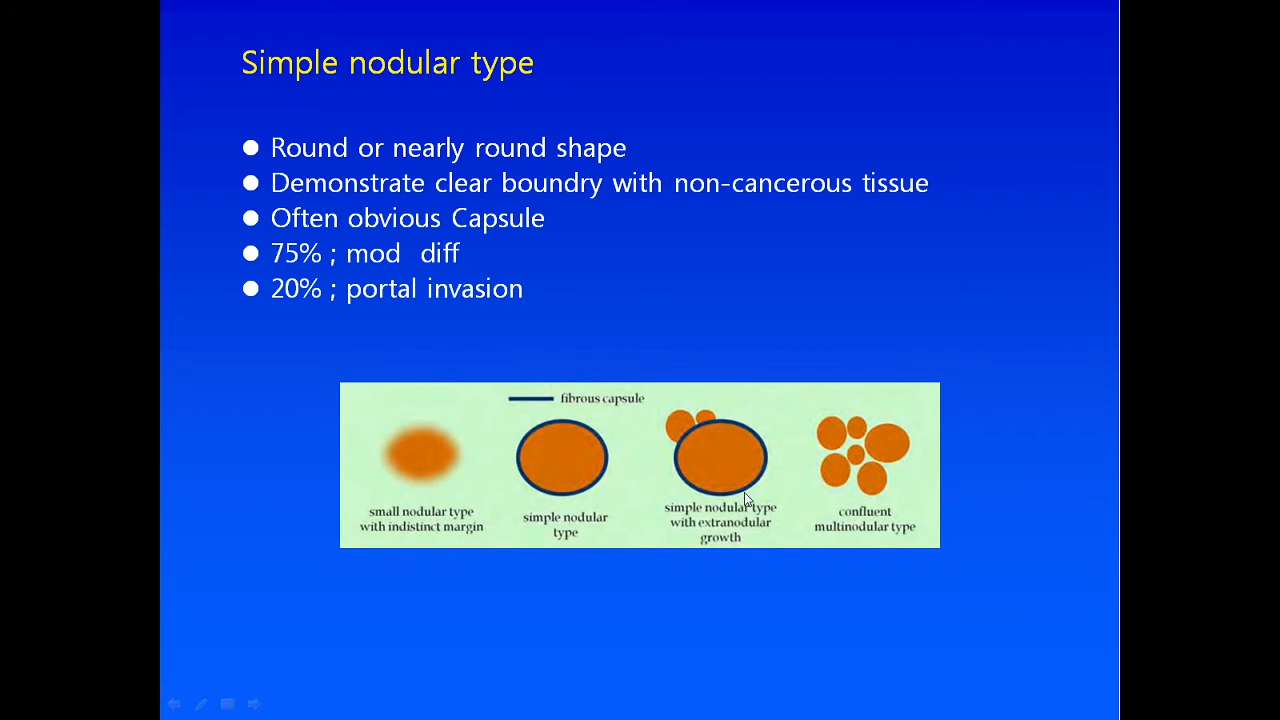 Simple nodular type
Round or nearly round shape
Demonstrate clear boundry with non-cancerous tissue
Often obvious Capsule
75% ; mod diff
20% ; portal invasion
fibrous capsule
small nodular type
with indistinct margin
simple nodular
type
simple nodular type
with extranodular
growth
confluent
multinodular type